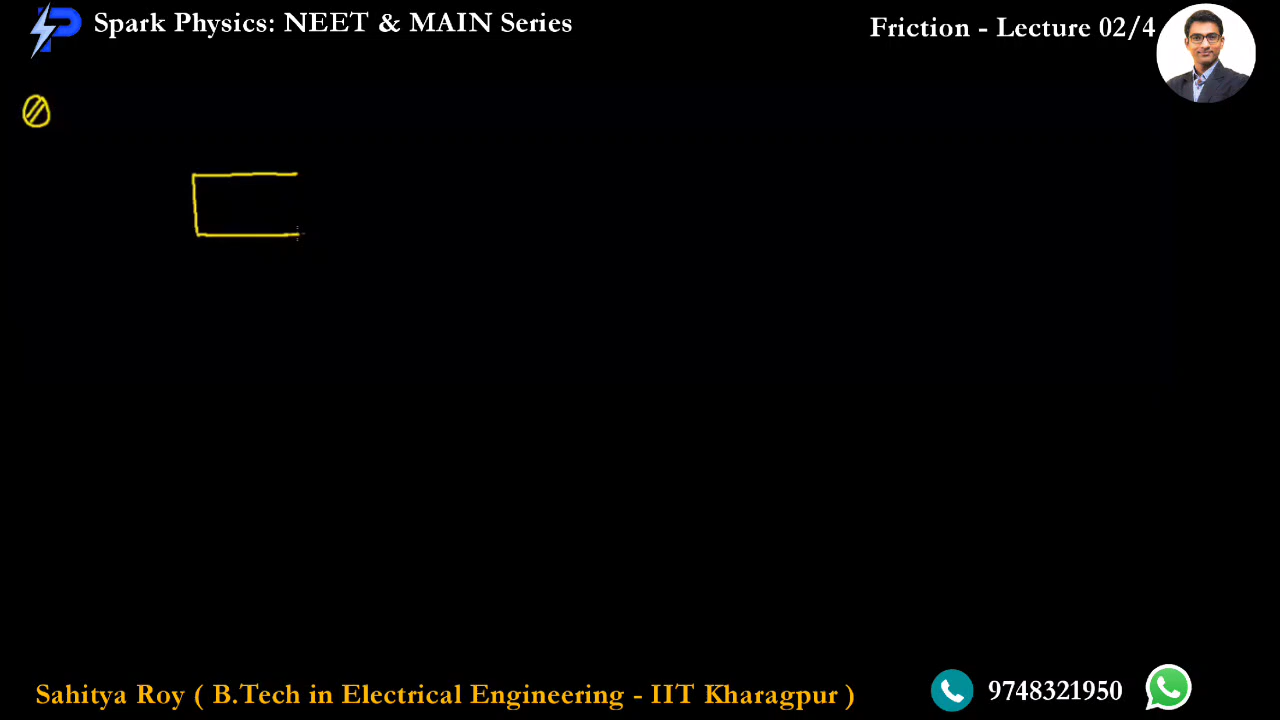 Spark Physics: NEET & MAIN Series
Friction - Lecture 02/4
Sahitya Roy ( B.Tech in Electrical Engineering - IIT Kharagpur )
9748321950